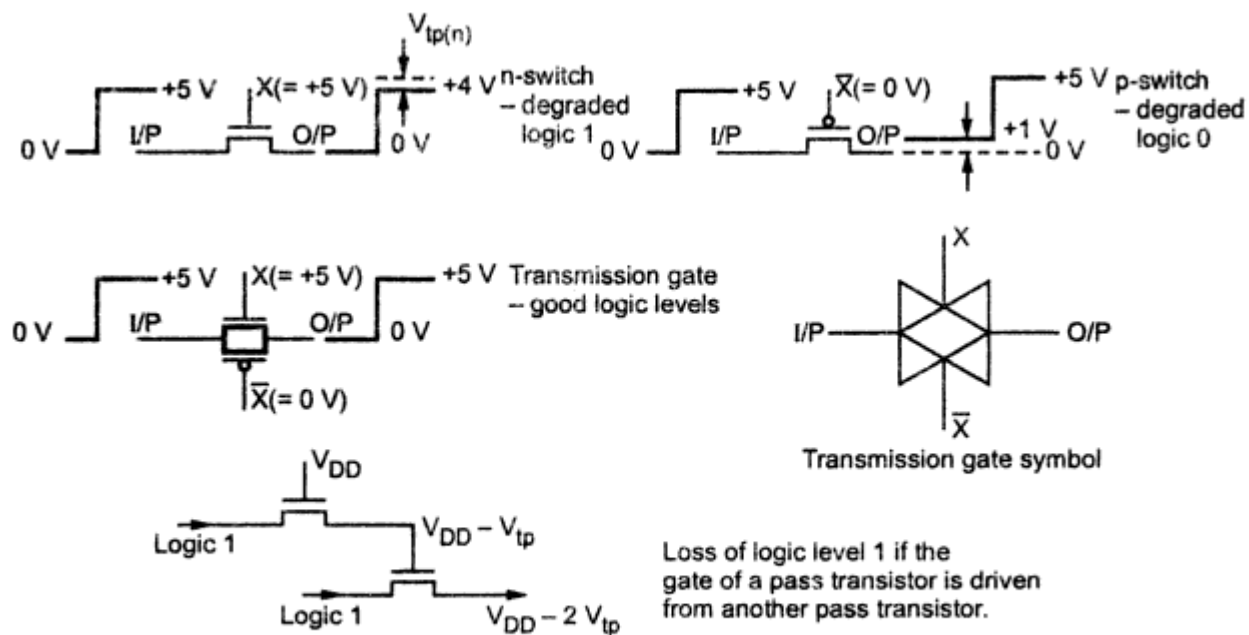 V_tp(n)
+5 V
X(= +5 V)
+4 V
n-switch
– degraded
logic 1
0 V
I/P
O/P
0 V
+5 V
X̅(= 0 V)
+5 V
p-switch
– degraded
logic 0
0 V
I/P
O/P
+1 V
0 V
+5 V
X(= +5 V)
+5 V
Transmission gate
– good logic levels
0 V
I/P
O/P
0 V
X̅(= 0 V)
X
I/P
O/P
X̅
Transmission gate symbol
V_DD
Logic 1
V_DD – V_tp
Logic 1
V_DD – 2 V_tp
Loss of logic level 1 if the
gate of a pass transistor is driven
from another pass transistor.